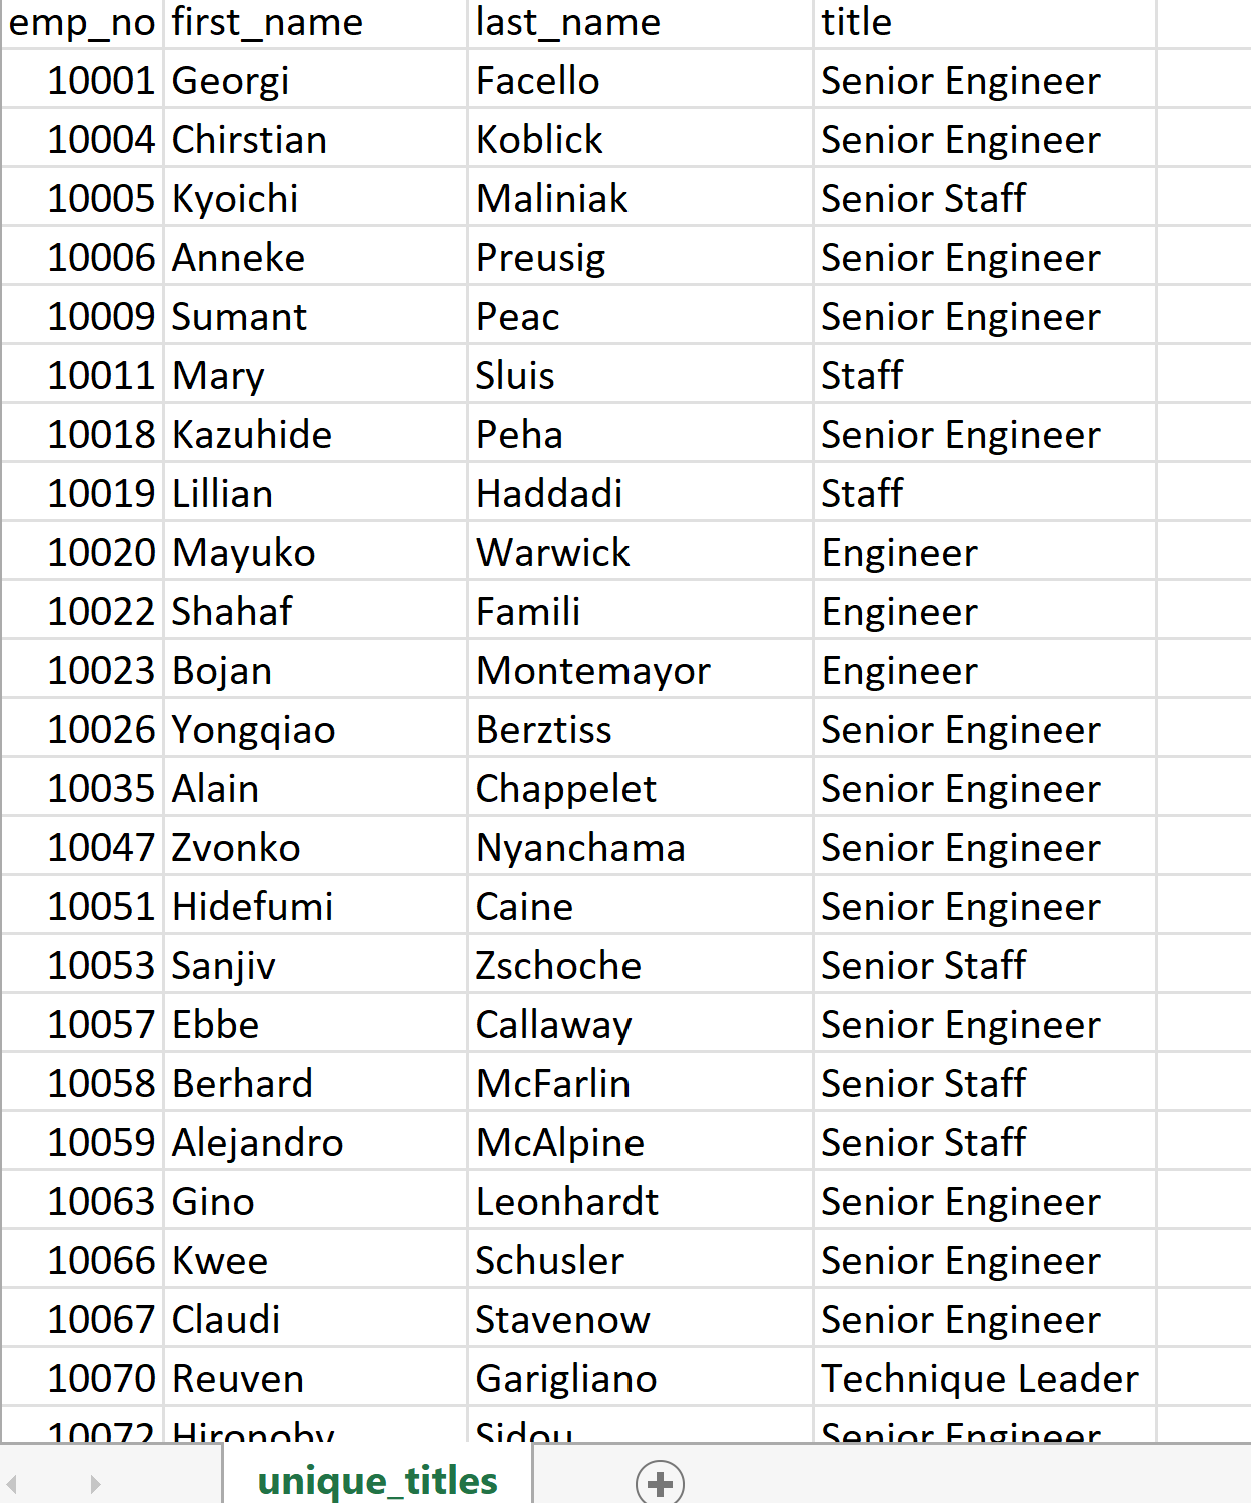 emp_no first_name last_name title
10001 Georgi Facello Senior Engineer
10004 Chirstian Koblick Senior Engineer
10005 Kyoichi Maliniak Senior Staff
10006 Anneke Preusig Senior Engineer
10009 Sumant Peac Senior Engineer
10011 Mary Sluis Staff
10018 Kazuhide Peha Senior Engineer
10019 Lillian Haddadi Staff
10020 Mayuko Warwick Engineer
10022 Shahaf Famili Engineer
10023 Bojan Montemayor Engineer
10026 Yongqiao Berztiss Senior Engineer
10035 Alain Chappelet Senior Engineer
10047 Zvonko Nyanchama Senior Engineer
10051 Hidefumi Caine Senior Engineer
10053 Sanjiv Zschoche Senior Staff
10057 Ebbe Callaway Senior Engineer
10058 Berhard McFarlin Senior Staff
10059 Alejandro McAlpine Senior Staff
10063 Gino Leonhardt Senior Engineer
10066 Kwee Schusler Senior Engineer
10067 Claudi Stavenow Senior Engineer
10070 Reuven Garigliano Technique Leader
10072 Hironoby Sidou Senior Engineer
unique_titles